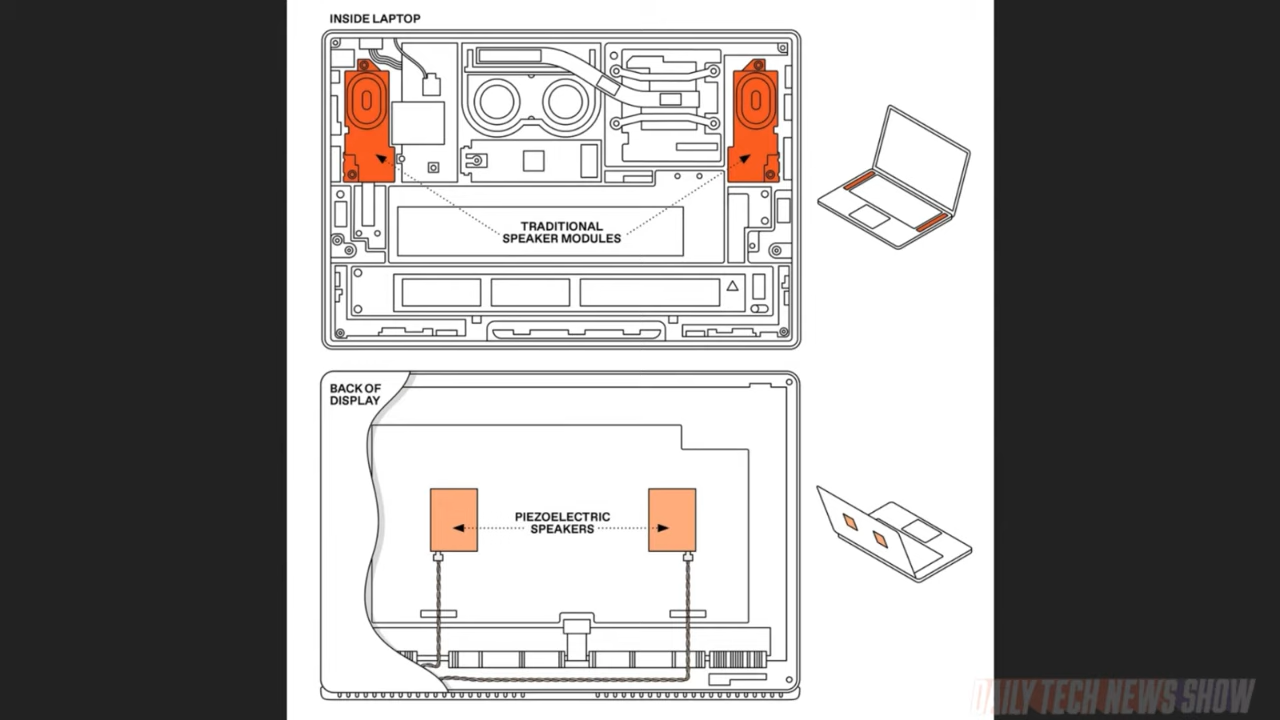 INSIDE LAPTOP
TRADITIONAL
SPEAKER MODULES
BACK OF
DISPLAY
PIEZOELECTRIC
SPEAKERS
DAILY TECH NEWS SHOW